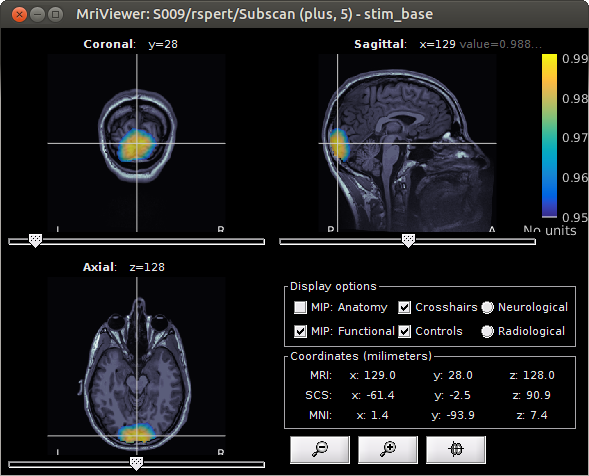 MriViewer: S009/rspert/Subscan (plus, 5) - stim_base
Coronal: y=28
Sagittal: x=129 value=0.988...
0.99
0.98
0.97
0.96
0.95
No units
L R
P A
Axial: z=128
L R
Display options
MIP: Anatomy Crosshairs Neurological
MIP: Functional Controls Radiological
Coordinates (milimeters)
MRI: x: 129.0 y: 28.0 z: 128.0
SCS: x: -61.4 y: -2.5 z: 90.9
MNI: x: 1.4 y: -93.9 z: 7.4